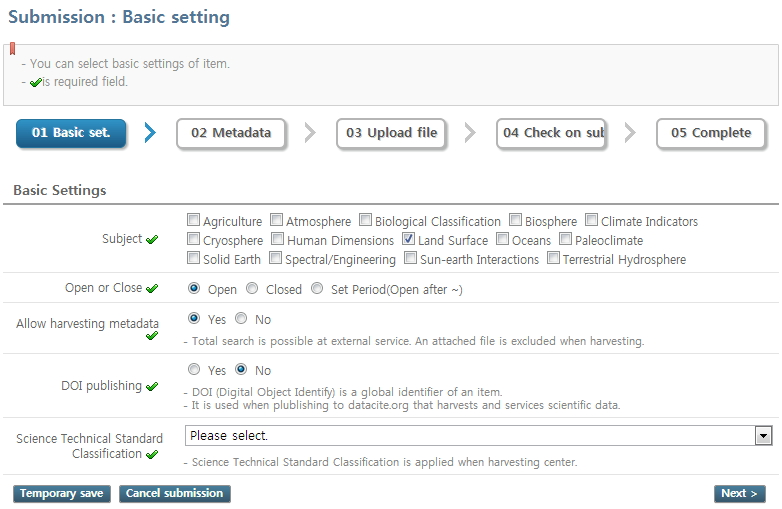 Submission : Basic setting
- You can select basic settings of item.
- is required field.
01 Basic set.
02 Metadata
03 Upload file
04 Check on sub
05 Complete
Basic Settings
Subject
Agriculture Atmosphere Biological Classification Biosphere Climate Indicators
Cryosphere Human Dimensions Land Surface Oceans Paleoclimate
Solid Earth Spectral/Engineering Sun-earth Interactions Terrestrial Hydrosphere
Open or Close
Open Closed Set Period(Open after ~)
Allow harvesting metadata
Yes No
- Total search is possible at external service. An attached file is excluded when harvesting.
DOI publishing
Yes No
- DOI (Digital Object Identify) is a global identifier of an item.
- It is used when plublishing to datacite.org that harvests and services scientific data.
Science Technical Standard
Classification
Please select.
- Science Technical Standard Classification is applied when harvesting center.
Temporary save
Cancel submission
Next >